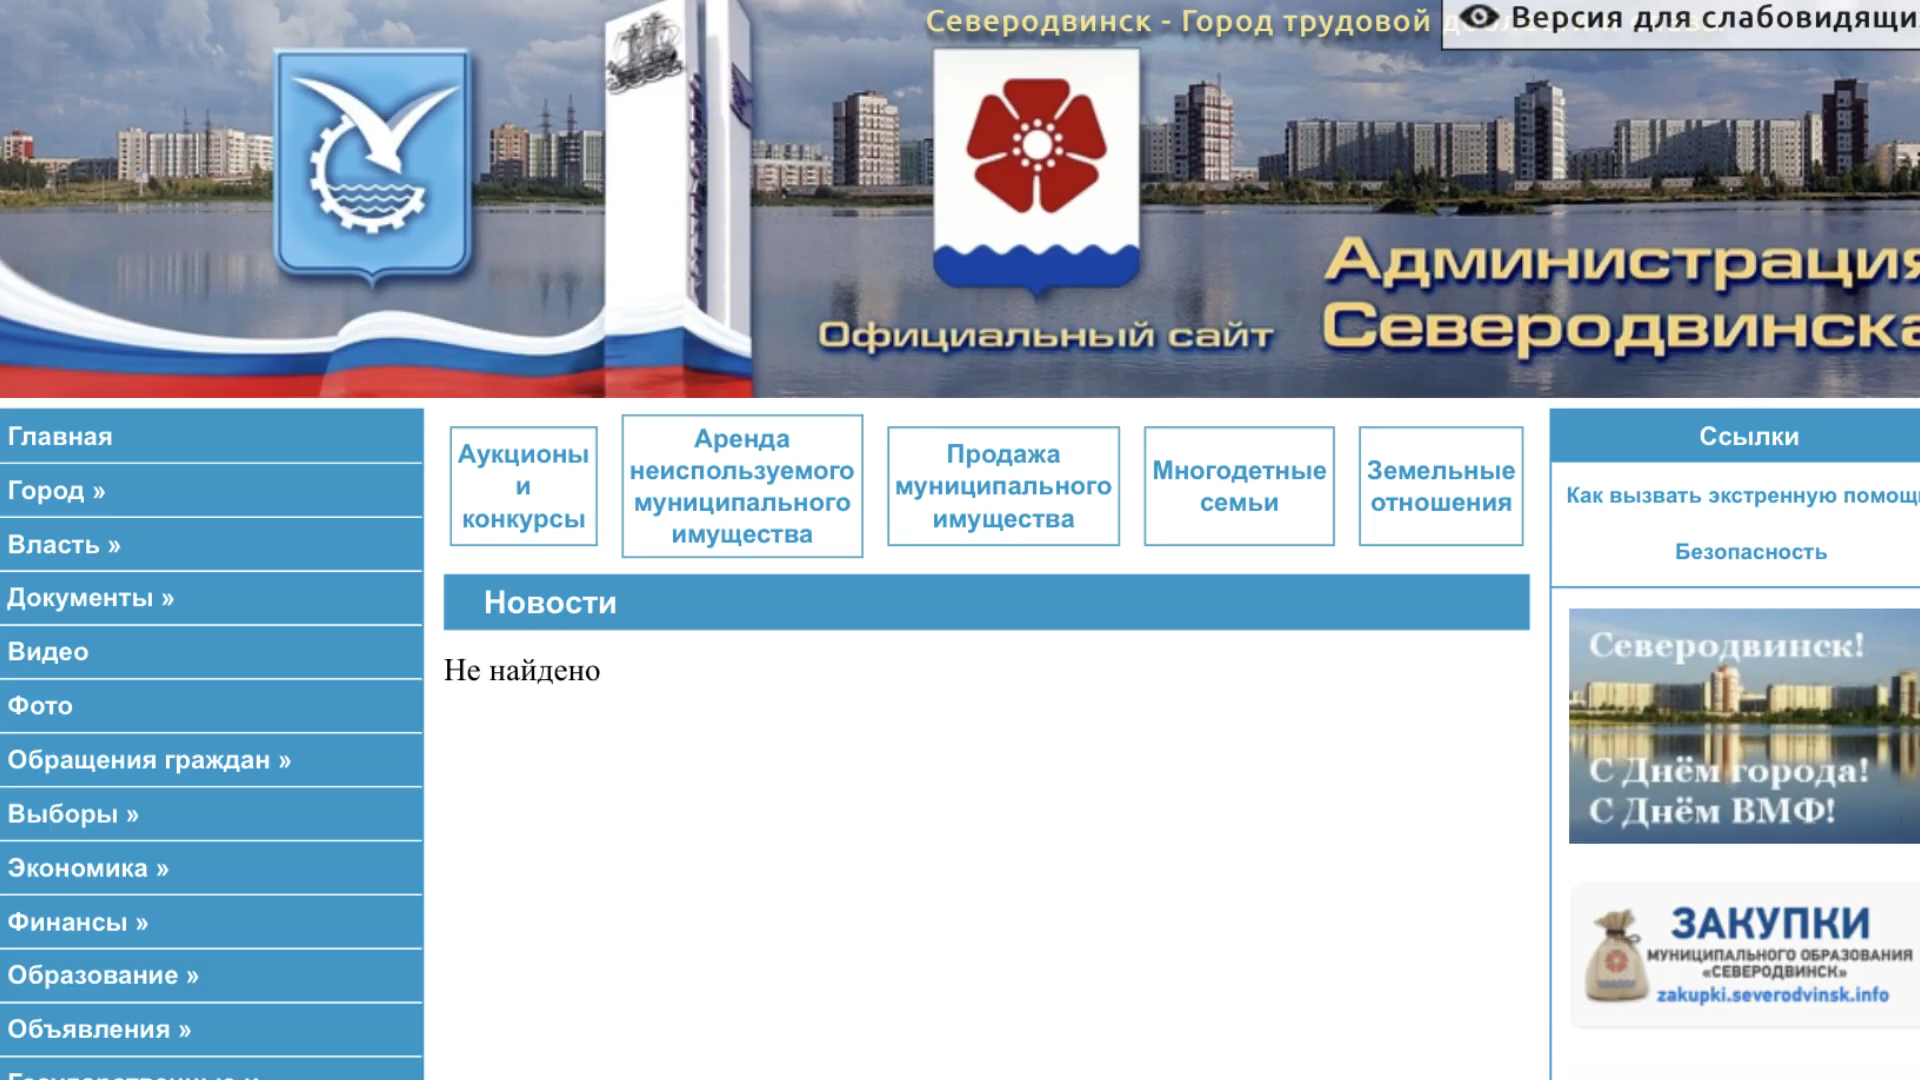 Северодвинск - Город трудовой
Версия для слабовидящи
Официальный сайт
Администрация
Северодвинска
Главная
Город »
Власть »
Документы »
Видео
Фото
Обращения граждан »
Выборы »
Экономика »
Финансы »
Образование »
Объявления »
Аукционы
и
конкурсы
Аренда
неиспользуемого
муниципального
имущества
Продажа
муниципального
имущества
Многодетные
семьи
Земельные
отношения
Новости
Не найдено
Ссылки
Как вызвать экстренную помощь
Безопасность
Северодвинск!
С Днём города!
С Днём ВМФ!
ЗАКУПКИ
МУНИЦИПАЛЬНОГО ОБРАЗОВАНИЯ
«СЕВЕРОДВИНСК»
zakupki.severodvinsk.info